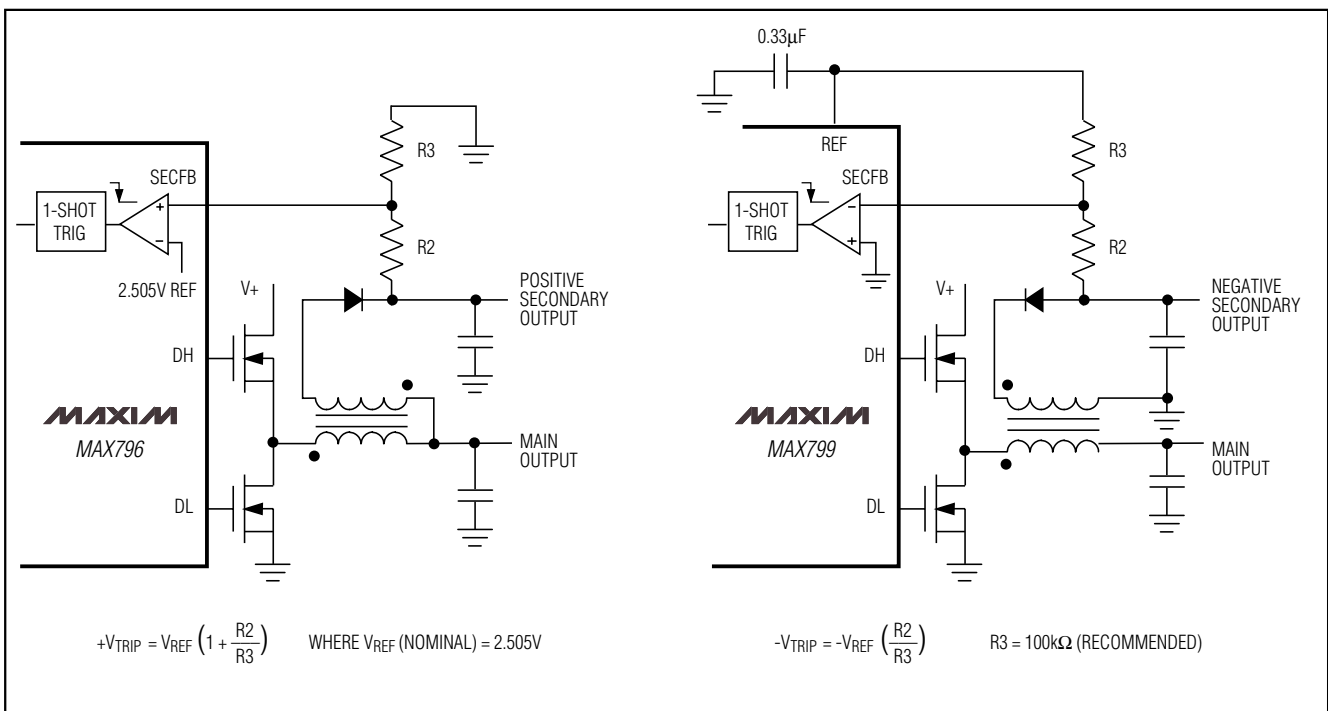 R3
SECFB
1-SHOT
TRIG
+
−
2.505V REF
R2
V+
POSITIVE
SECONDARY
OUTPUT
DH
MAXIM
MAX796
MAIN
OUTPUT
DL
+VTRIP = VREF (1 + R2/R3) WHERE VREF (NOMINAL) = 2.505V
0.33µF
REF
R3
SECFB
1-SHOT
TRIG
−
+
R2
V+
NEGATIVE
SECONDARY
OUTPUT
DH
MAXIM
MAX799
MAIN
OUTPUT
DL
-VTRIP = -VREF (R2/R3) R3 = 100kΩ (RECOMMENDED)